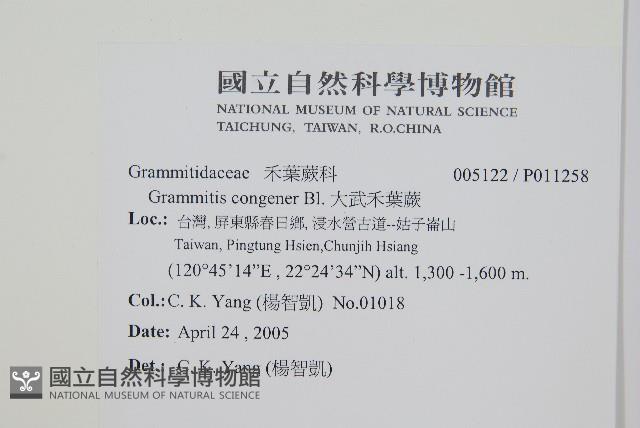 國立自然科學博物館
NATIONAL MUSEUM OF NATURAL SCIENCE
TAICHUNG, TAIWAN, R.O.CHINA
Grammitidaceae 禾葉蕨科 005122 / P011258
Grammitis congener Bl. 大武禾葉蕨
Loc.: 台灣, 屏東縣春日鄉, 浸水營古道--姑子崙山
Taiwan, Pingtung Hsien,Chunjih Hsiang
(120°45'14”E , 22°24'34”N) alt. 1,300 -1,600 m.
Col.:C. K. Yang (楊智凱) No.01018
Date: April 24 , 2005
Det.: C. K. Yang (楊智凱)
國立自然科學博物館
NATIONAL MUSEUM OF NATURAL SCIENCE